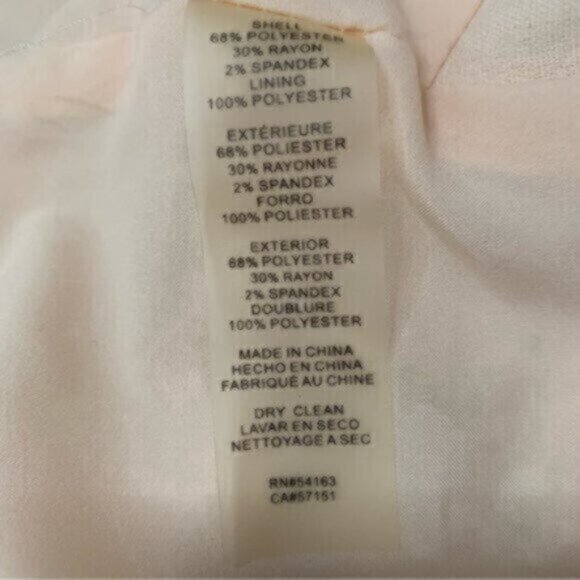 SHELL
68% POLYESTER
30% RAYON
2% SPANDEX
LINING
100% POLYESTER
EXTÉRIEURE
68% POLIESTER
30% RAYONNE
2% SPANDEX
FORRO
100% POLIESTER
EXTERIOR
68% POLYESTER
30% RAYON
2% SPANDEX
DOUBLURE
100% POLYESTER
MADE IN CHINA
HECHO EN CHINA
FABRIQUÉ AU CHINE
DRY CLEAN
LAVAR EN SECO
NETTOYAGE A SEC
RN#54163
CA#57151